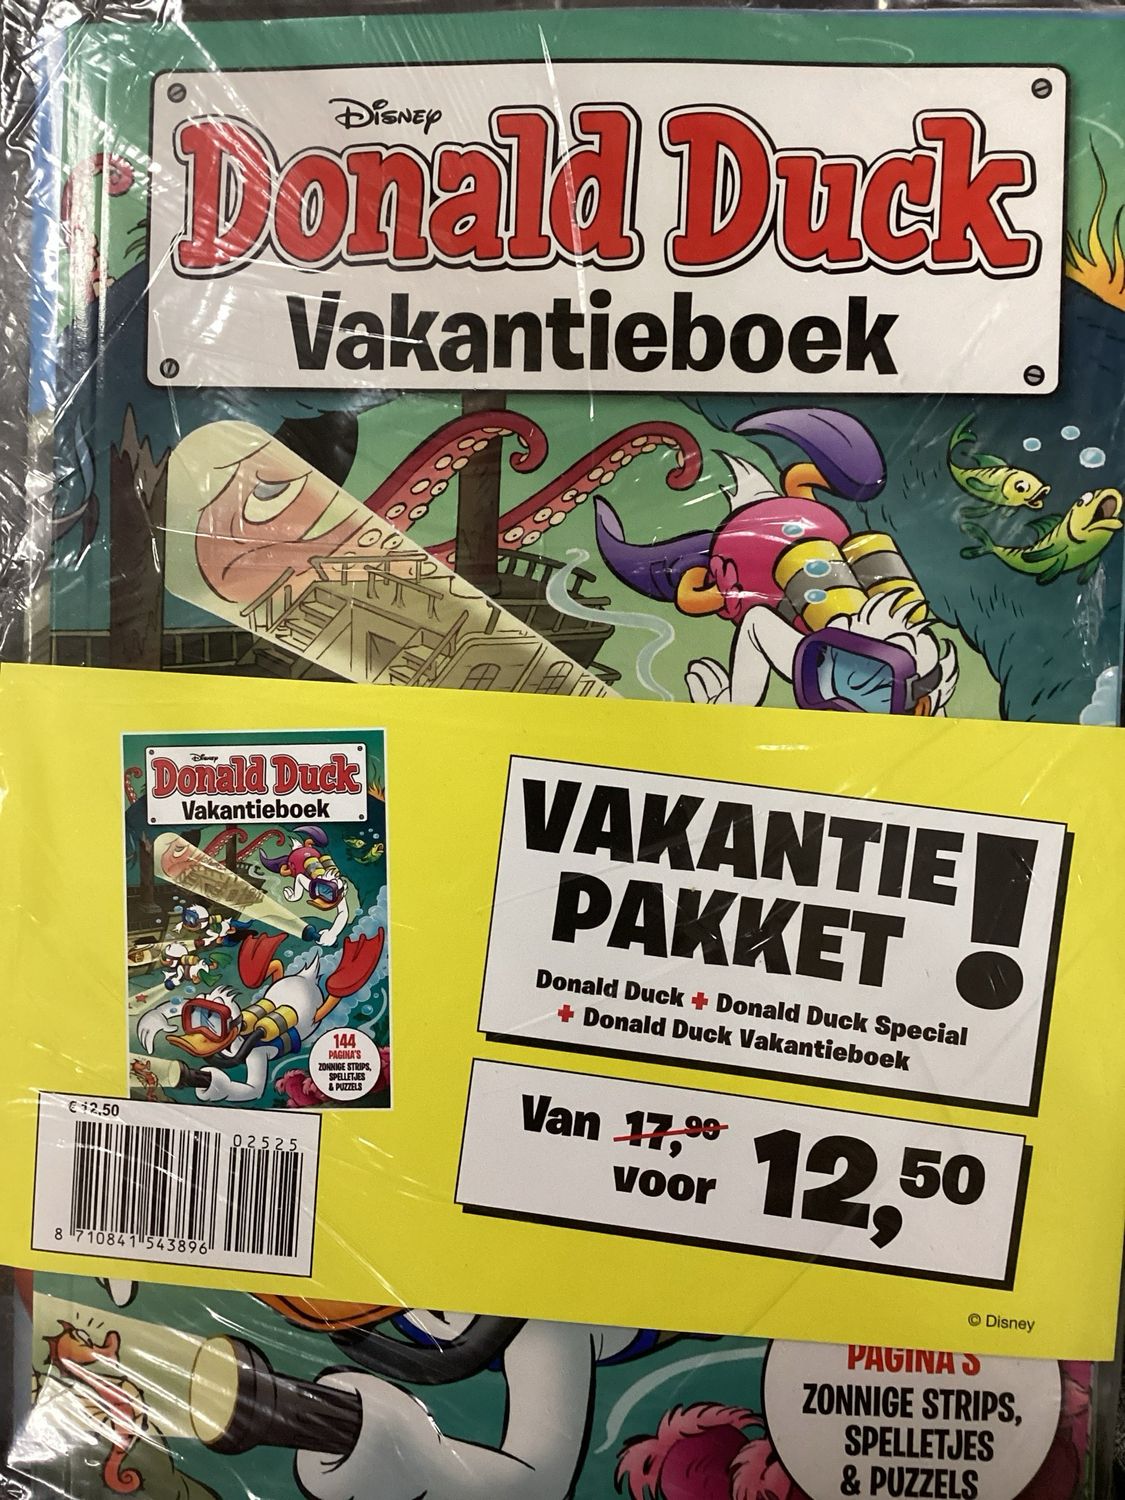 Disney
Donald Duck
Vakantieboek
Disney
Donald Duck
Vakantieboek
144
PAGINA'S
ZONNIGE STRIPS,
SPELLETJES
& PUZZELS
VAKANTIE
PAKKET!
Donald Duck + Donald Duck Special
+ Donald Duck Vakantieboek
Van 17,99
voor 12,50
€ 12,50
02525
8 710841 543896
© Disney
PAGINA'S
ZONNIGE STRIPS,
SPELLETJES
& PUZZELS